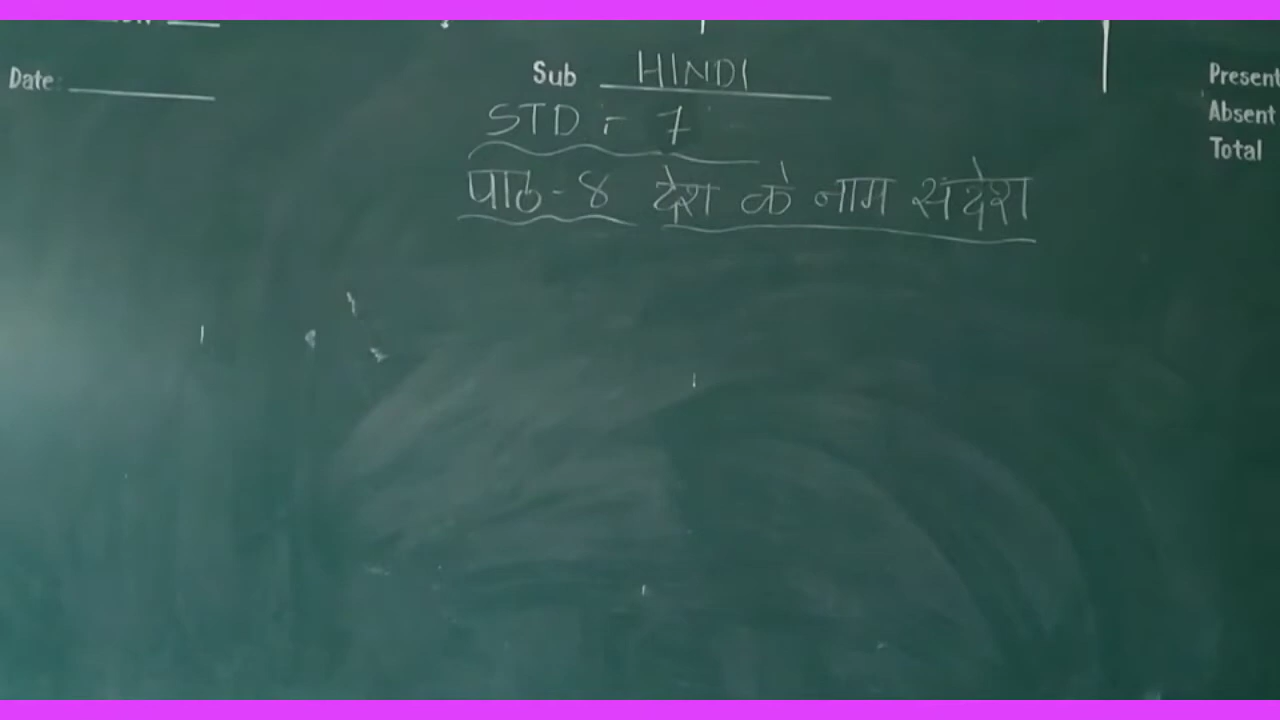 Date
Sub HINDI
Present
Absent
Total
STD :- 7
पाठ - 8 देश के नाम संदेश